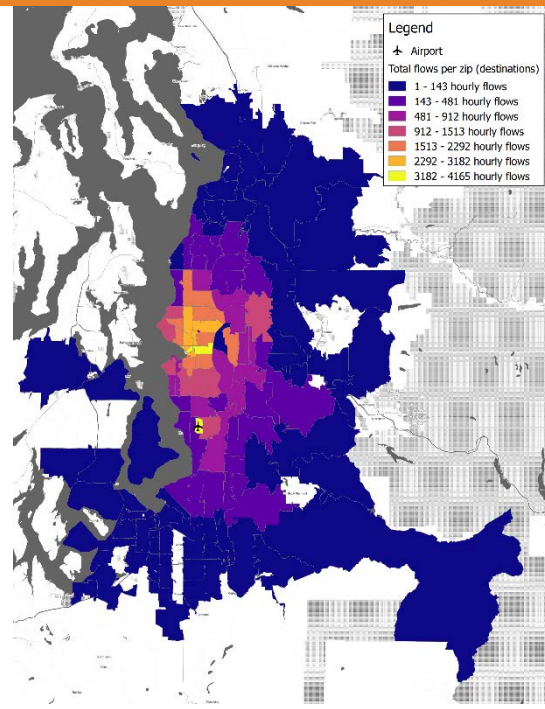 Legend
Airport
Total flows per zip (destinations)
1 - 143 hourly flows
143 - 481 hourly flows
481 - 912 hourly flows
912 - 1513 hourly flows
1513 - 2292 hourly flows
2292 - 3182 hourly flows
3182 - 4165 hourly flows